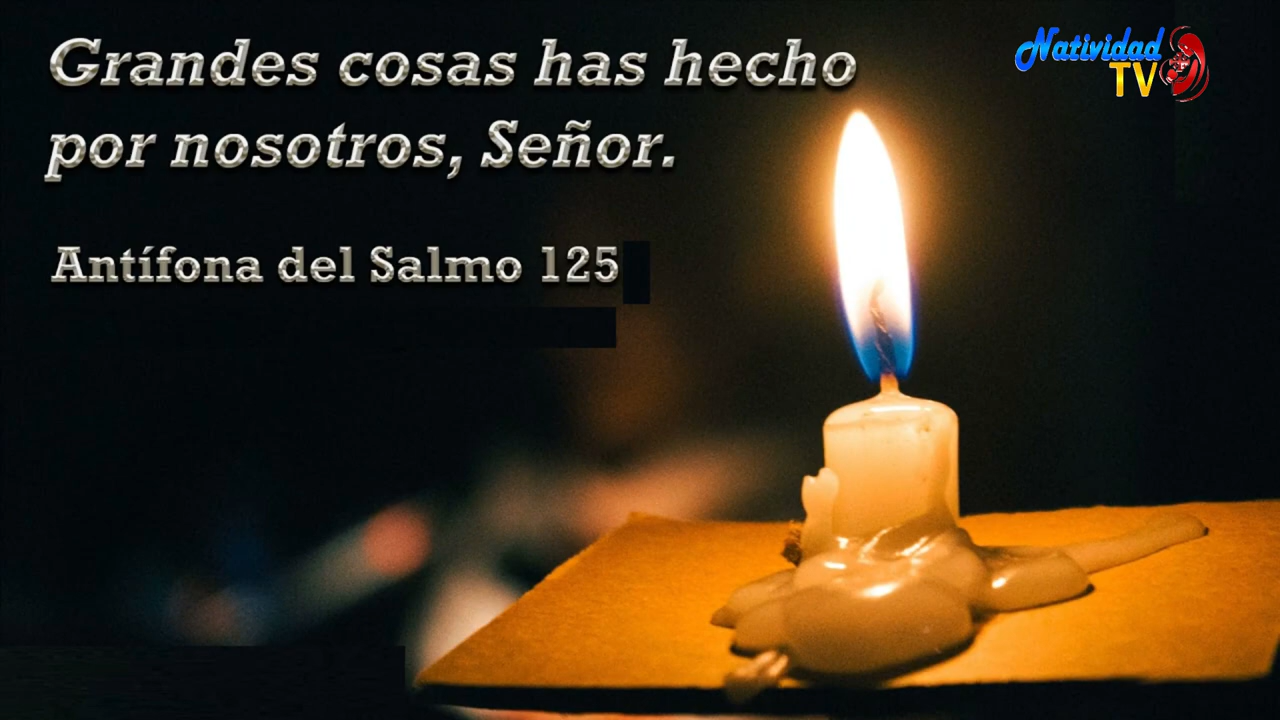 Grandes cosas has hecho
por nosotros, Señor.
Antífona del Salmo 125
Natividad
TV